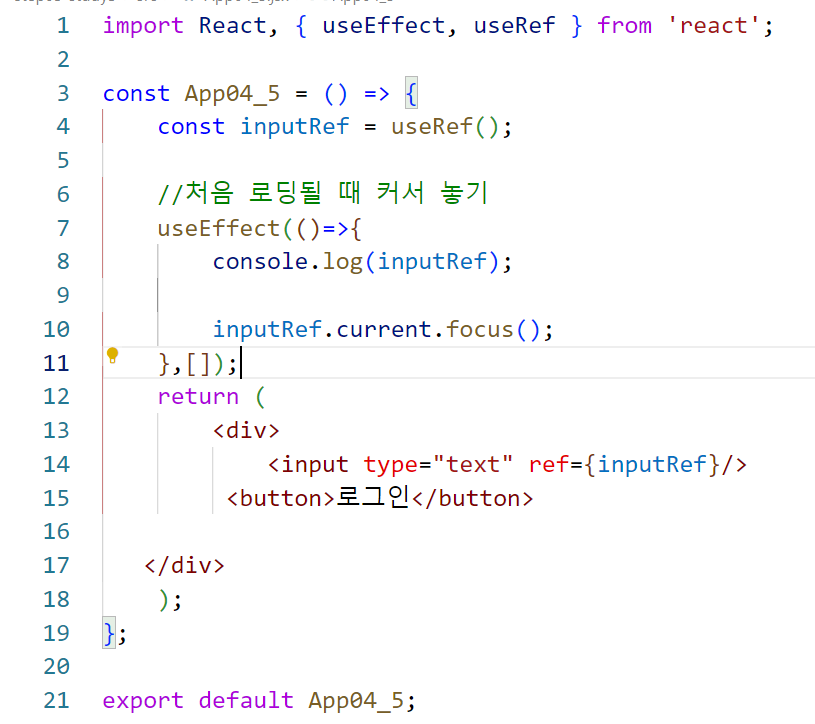 1 import React, { useEffect, useRef } from 'react';
2
3 const App04_5 = () => {
4 const inputRef = useRef();
5
6 //처음 로딩될 때 커서 놓기
7 useEffect(()=>{
8 console.log(inputRef);
9
10 inputRef.current.focus();
11 },[]);
12 return (
13 <div>
14 <input type="text" ref={inputRef}/>
15 <button>로그인</button>
16
17 </div>
18 );
19 };
20
21 export default App04_5;